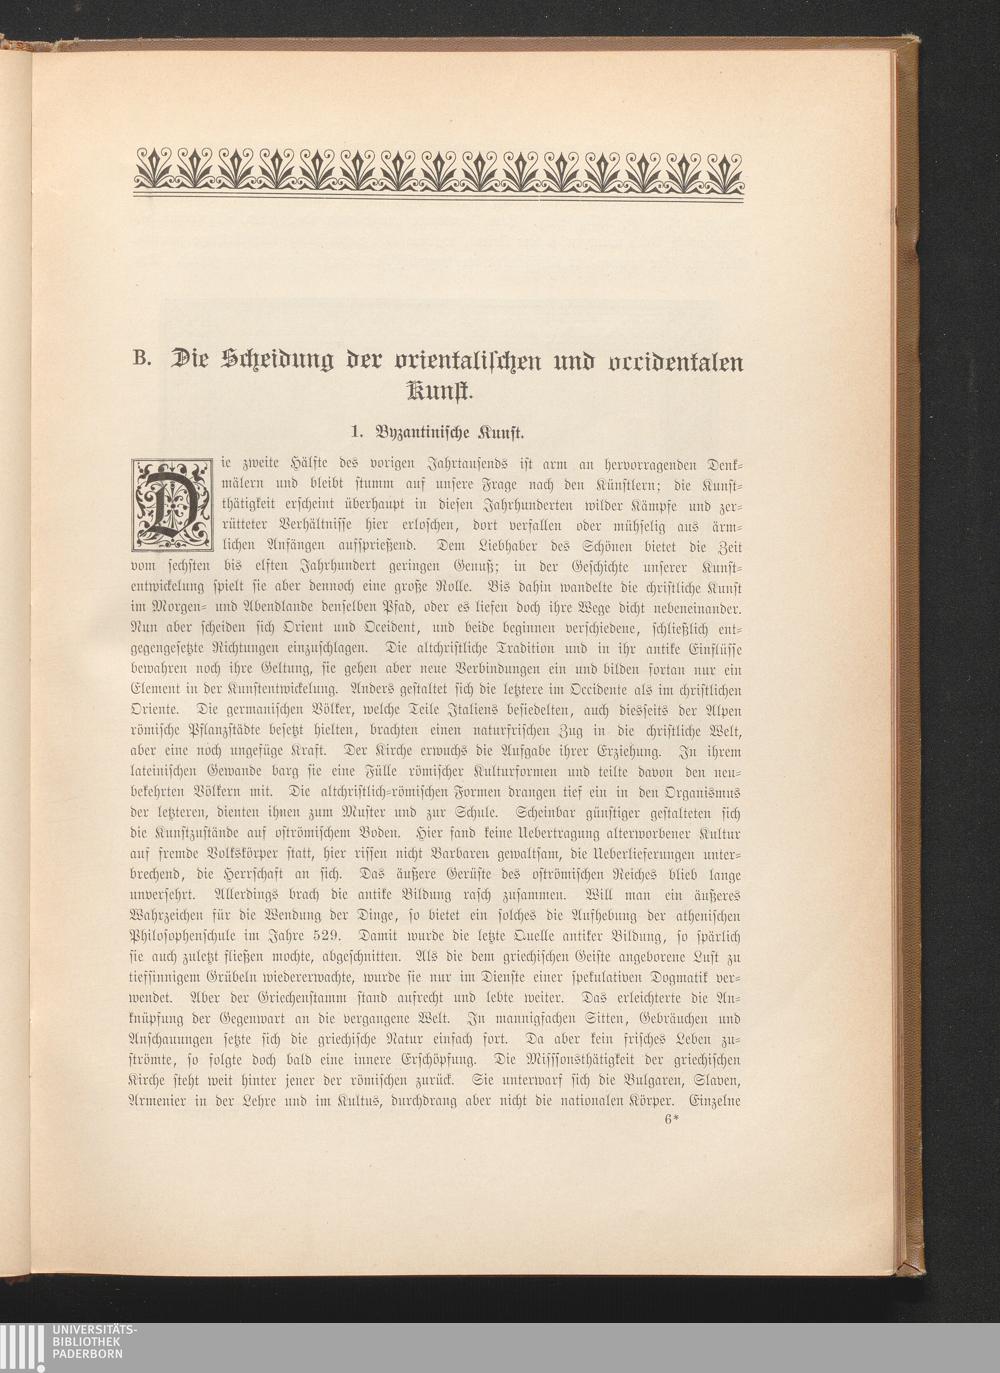 B. Die Scheidung der orientalischen und occidentalen
Kunst.
1. Byzantinische Kunst.
Die zweite Hälfte des vorigen Jahrtausends ist arm an hervorragenden Denk-
mälern und bleibt stumm auf unsere Frage nach den Künstlern; die Kunst-
thätigkeit erscheint überhaupt in diesen Jahrhunderten wilder Kämpfe und zer-
rütteter Verhältnisse hier erloschen, dort verfallen oder mühselig aus ärm-
lichen Anfängen aufsprießend. Dem Liebhaber des Schönen bietet die Zeit
vom sechsten bis elften Jahrhundert geringen Genuß; in der Geschichte unserer Kunst-
entwickelung spielt sie aber dennoch eine große Rolle. Bis dahin wandelte die christliche Kunst
im Morgen- und Abendlande denselben Pfad, oder es liefen doch ihre Wege dicht nebeneinander.
Nun aber scheiden sich Orient und Occident, und beide beginnen verschiedene, schließlich ent-
gegengesetzte Richtungen einzuschlagen. Die altchristliche Tradition und in ihr antike Einflüsse
bewahren noch ihre Geltung, sie gehen aber neue Verbindungen ein und bilden fortan nur ein
Element in der Kunstentwickelung. Anders gestaltet sich die letztere im Occidente als im christlichen
Oriente. Die germanischen Völker, welche Teile Italiens besiedelten, auch diesseits der Alpen
römische Pflanzstädte besetzt hielten, brachten einen naturfrischen Zug in die christliche Welt,
aber eine noch ungefüge Kraft. Der Kirche erwuchs die Aufgabe ihrer Erziehung. In ihrem
lateinischen Gewande barg sie eine Fülle römischer Kulturformen und teilte davon den neu-
bekehrten Völkern mit. Die altchristlich-römischen Formen drangen tief ein in den Organismus
der letzteren, dienten ihnen zum Muster und zur Schule. Scheinbar günstiger gestalteten sich
die Kunstzustände auf oströmischem Boden. Hier fand keine Uebertragung alterworbener Kultur
auf fremde Volkskörper statt, hier rissen nicht Barbaren gewaltsam, die Ueberlieferungen unter-
brechend, die Herrschaft an sich. Das äußere Gerüste des oströmischen Reiches blieb lange
unversehrt. Allerdings brach die antike Bildung rasch zusammen. Will man ein äußeres
Wahrzeichen für die Wendung der Dinge, so bietet ein solches die Aufhebung der athenischen
Philosophenschule im Jahre 529. Damit wurde die letzte Quelle antiker Bildung, so spärlich
sie auch zuletzt fließen mochte, abgeschnitten. Als die dem griechischen Geiste angeborene Lust zu
tiefsinnigem Grübeln wiedererwachte, wurde sie nur im Dienste einer spekulativen Dogmatik ver-
wendet. Aber der Griechenstamm stand aufrecht und lebte weiter. Das erleichterte die An-
knüpfung der Gegenwart an die vergangene Welt. In mannigfachen Sitten, Gebräuchen und
Anschauungen setzte sich die griechische Natur einfach fort. Da aber kein frisches Leben zu-
strömte, so folgte doch bald eine innere Erschöpfung. Die Misssonsthätigkeit der griechischen
Kirche steht weit hinter jener der römischen zurück. Sie unterwarf sich die Bulgaren, Slaven,
Armenier in der Lehre und im Kultus, durchdrang aber nicht die nationalen Körper. Einzelne
6*
UNIVERSITÄTS-
BIBLIOTHEK
PADERBORN